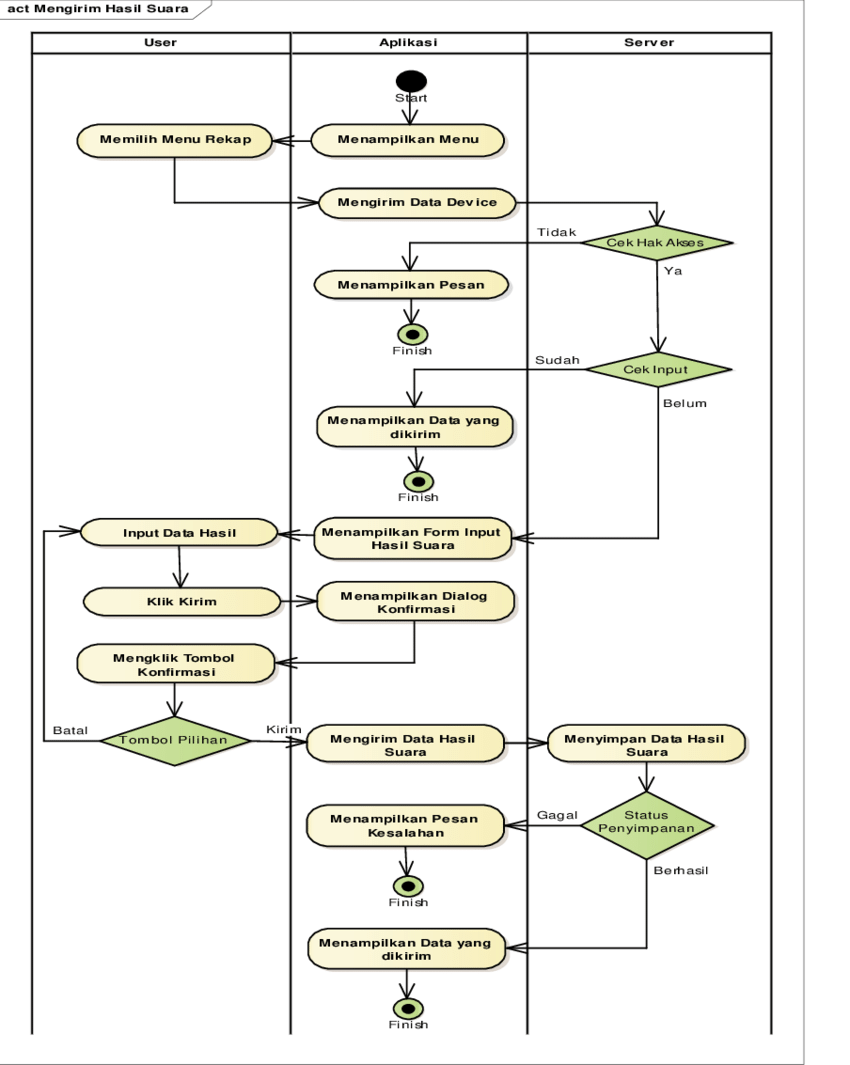 act Mengirim Hasil Suara
User
Aplikasi
Server
Start
Memilih Menu Rekap
Menampilkan Menu
Mengirim Data Device
Tidak
Cek Hak Akses
Ya
Menampilkan Pesan
Finish
Sudah
Cek Input
Belum
Menampilkan Data yang
dikirim
Finish
Input Data Hasil
Menampilkan Form Input
Hasil Suara
Klik Kirim
Menampilkan Dialog
Konfirmasi
Mengklik Tombol
Konfirmasi
Batal
Tombol Pilihan
Kirim
Mengirim Data Hasil
Suara
Menyimpan Data Hasil
Suara
Menampilkan Pesan
Kesalahan
Gagal
Status
Penyimpanan
Berhasil
Finish
Menampilkan Data yang
dikirim
Finish